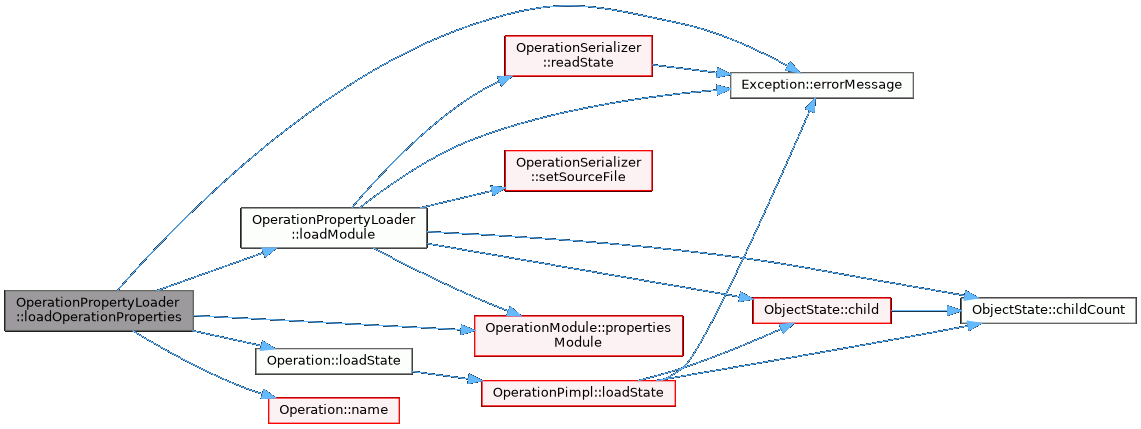 OperationSerializer
::readState
Exception::errorMessage
OperationSerializer
::setSourceFile
OperationPropertyLoader
::loadModule
OperationPropertyLoader
::loadOperationProperties
ObjectState::child
ObjectState::childCount
OperationModule::properties
Module
Operation::loadState
OperationPimpl::loadState
Operation::name